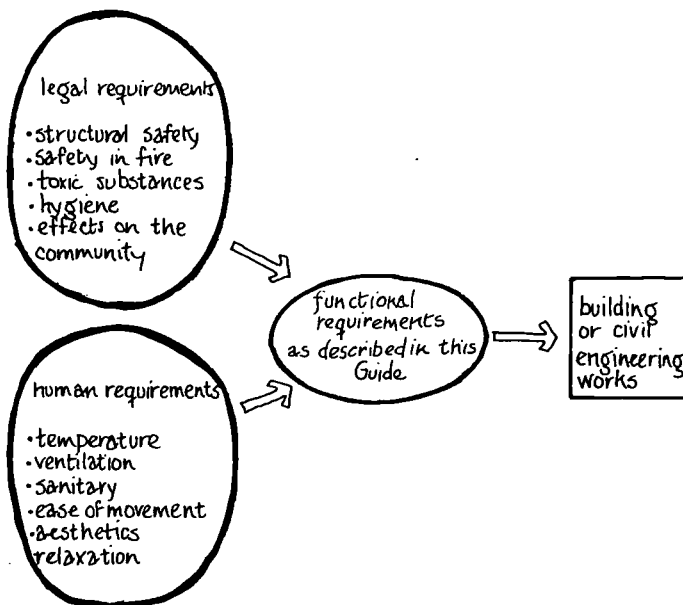 legal requirements
•structural safety
•safety in fire
•toxic substances
•hygiene
•effects on the
community
human requirements
•temperature
•ventilation
•sanitary
•ease of movement
•aesthetics
relaxation
functional
requirements
as described in this
Guide
building
or civil
engineering
works